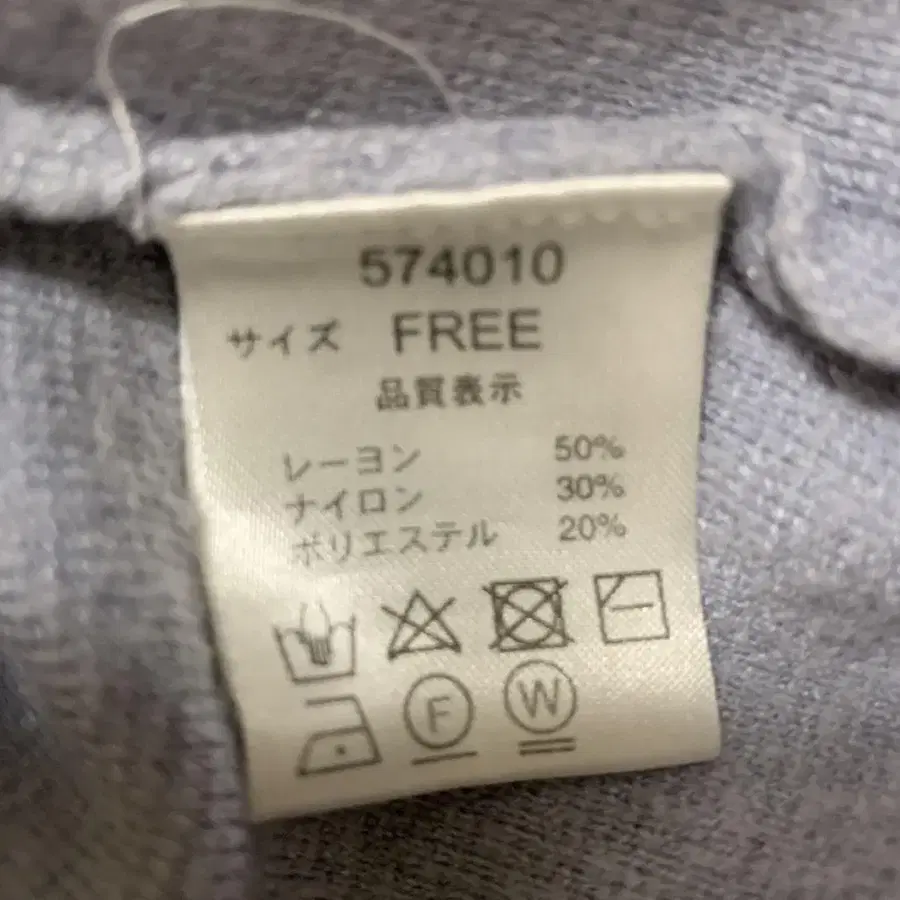 574010
サイズ FREE
品質表示
レーヨン 50%
ナイロン 30%
ポリエステル 20%
F W